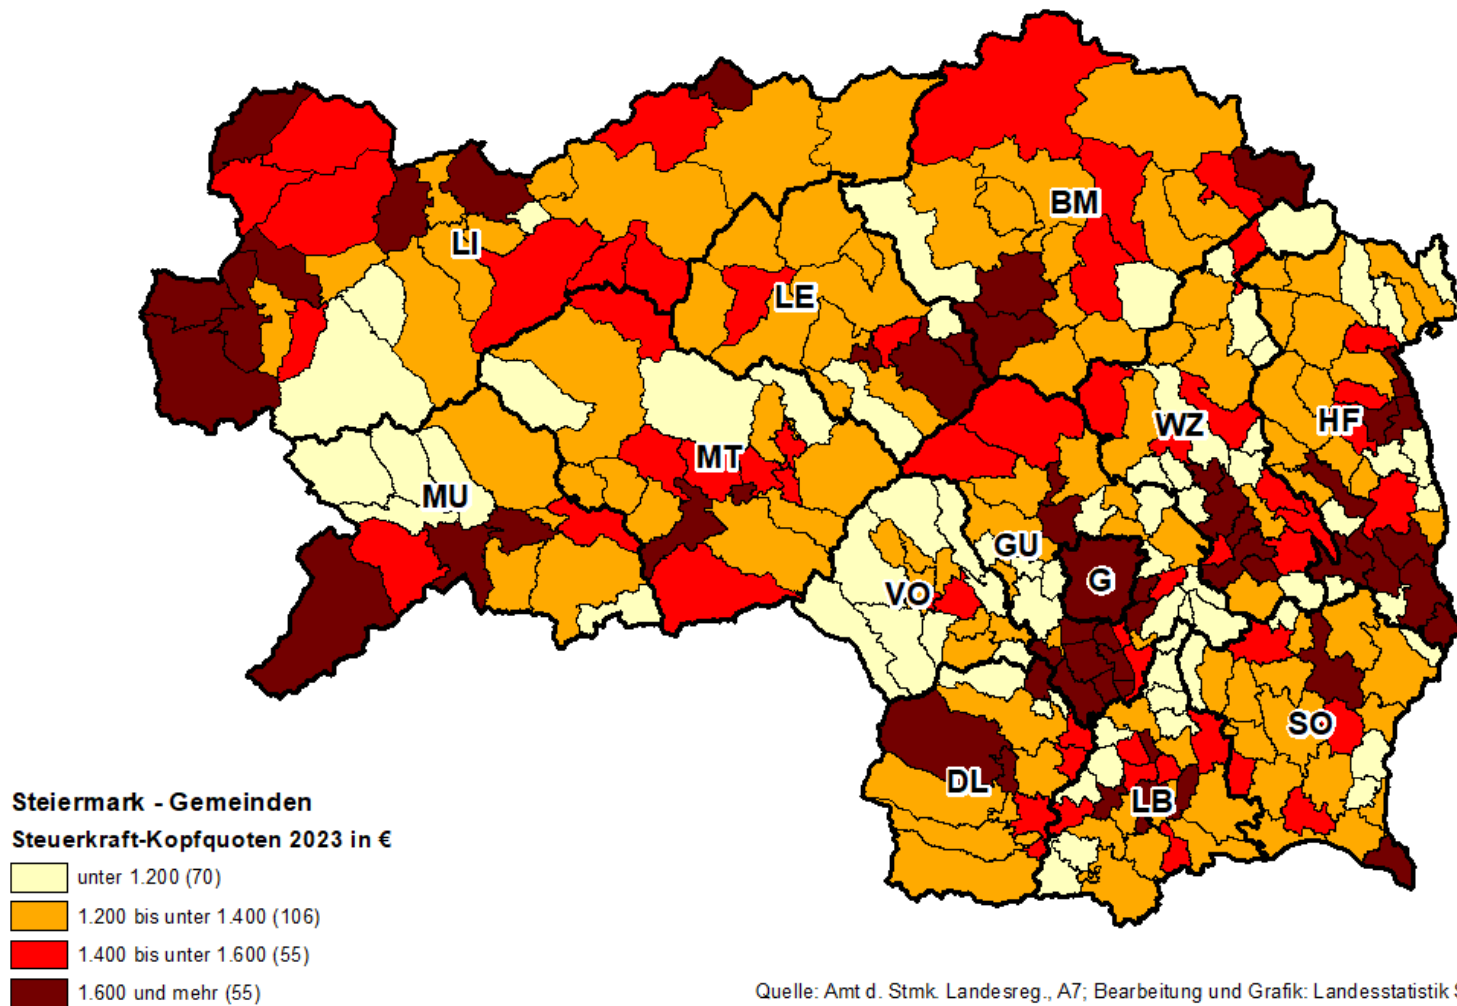 BM
LI
LE
HF
WZ
MT
MU
GU
G
VO
SO
DL
LB
Steiermark - Gemeinden
Steuerkraft-Kopfquoten 2023 in €
unter 1.200 (70)
1.200 bis unter 1.400 (106)
1.400 bis unter 1.600 (55)
1.600 und mehr (55)
Quelle: Amt d. Stmk. Landesreg., A7; Bearbeitung und Grafik: Landesstatistik